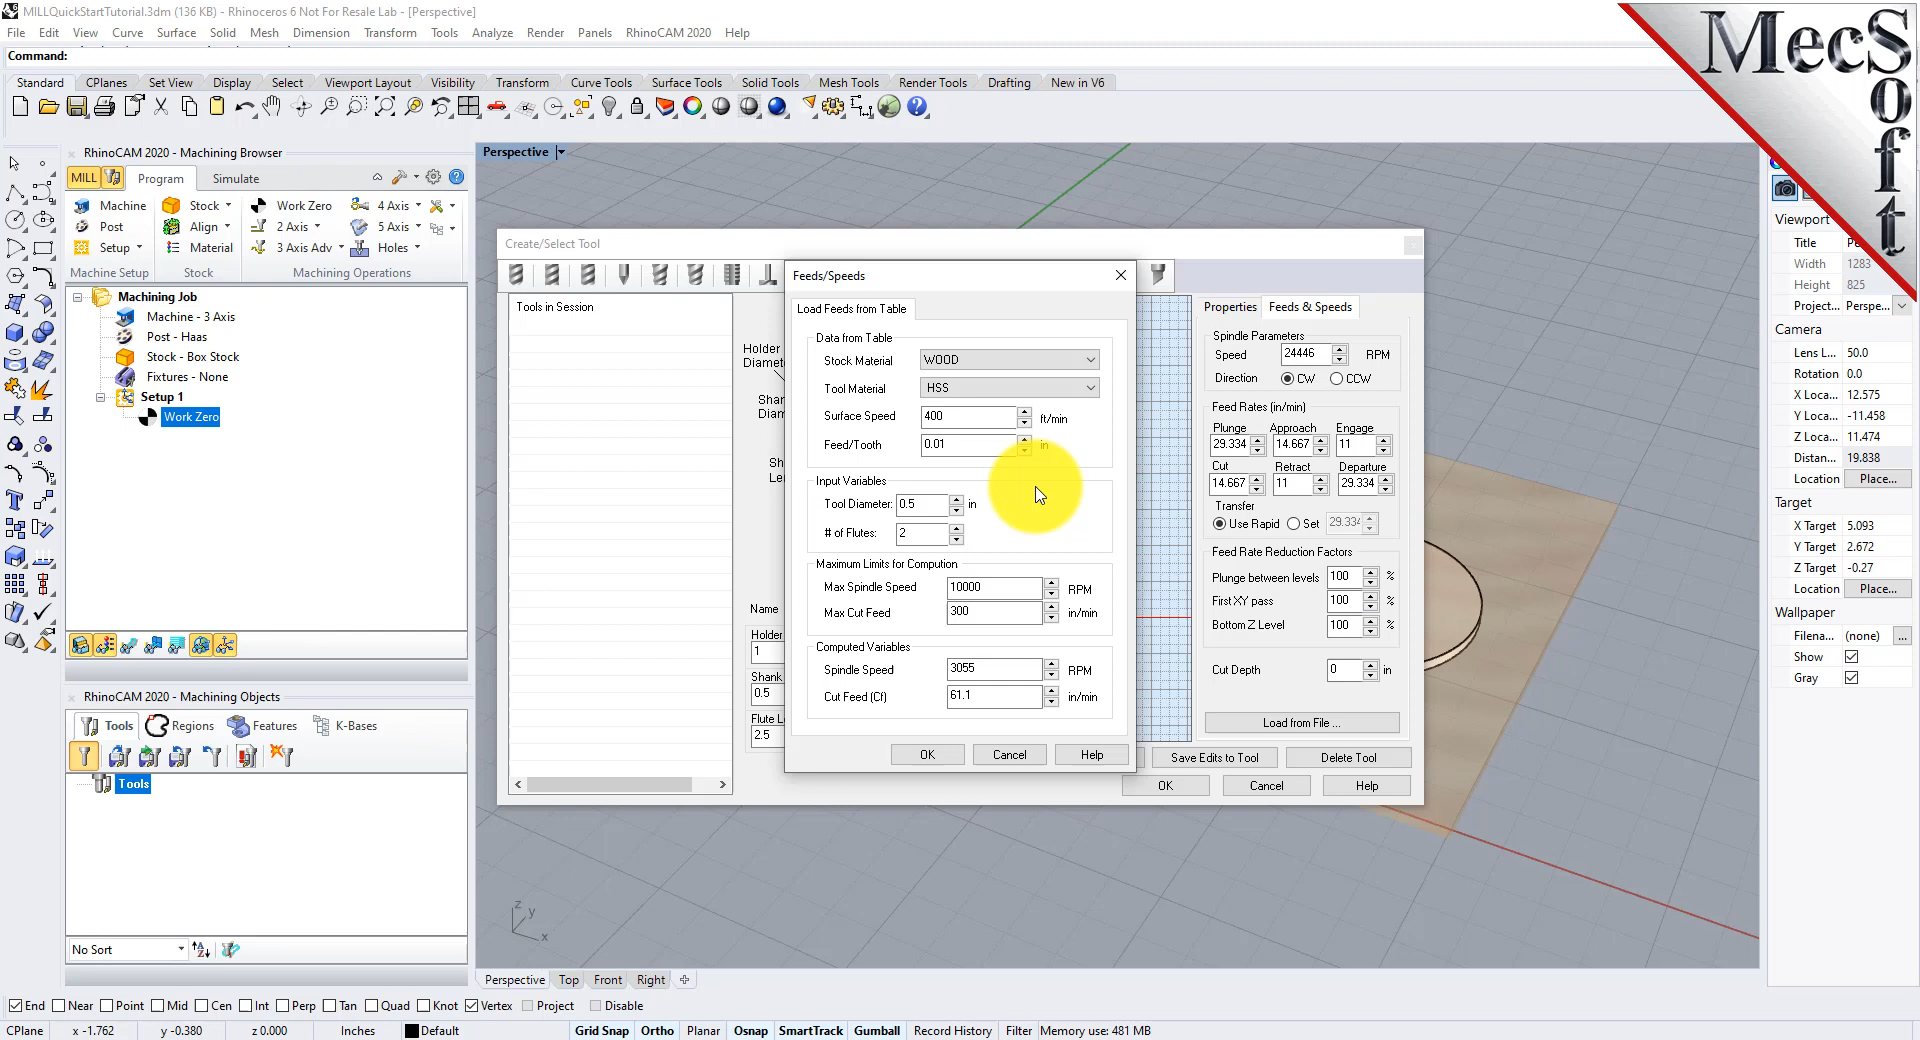 MILLQuickStartTutorial.3dm (136 KB) - Rhinoceros 6 Not For Resale Lab - [Perspective]
File Edit View Curve Surface Solid Mesh Dimension Transform Tools Analyze Render Panels RhinoCAM 2020 Help
Command:
Standard CPlanes Set View Display Select Viewport Layout Visibility Transform Curve Tools Surface Tools Solid Tools Mesh Tools Render Tools Drafting New in V6
MecSoft
RhinoCAM 2020 - Machining Browser
MILL Program Simulate
Machine Stock Work Zero 4 Axis
Post Align 2 Axis 5 Axis
Setup Material 3 Axis Adv Holes
Machine Setup Stock Machining Operations
Machining Job
Machine - 3 Axis
Post - Haas
Stock - Box Stock
Fixtures - None
Setup 1
Work Zero
RhinoCAM 2020 - Machining Objects
Tools Regions Features K-Bases
Tools
No Sort
Perspective
Create/Select Tool
Tools in Session
Holder
Diamet
Shan
Diam
Sh
Ler
Name
Holder
1
Shank
0.5
Flute L
2.5
Feeds/Speeds
Load Feeds from Table
Data from Table
Stock Material WOOD
Tool Material HSS
Surface Speed 400 ft/min
Feed/Tooth 0.01 in
Input Variables
Tool Diameter: 0.5 in
# of Flutes: 2
Maximum Limits for Compution
Max Spindle Speed 10000 RPM
Max Cut Feed 300 in/min
Computed Variables
Spindle Speed 3055 RPM
Cut Feed (Cf) 61.1 in/min
OK Cancel Help
Properties Feeds & Speeds
Spindle Parameters
Speed 24446 RPM
Direction CW CCW
Feed Rates (in/min)
Plunge Approach Engage
29.334 14.667 11
Cut Retract Departure
14.667 11 29.334
Transfer
Use Rapid Set 29.334
Feed Rate Reduction Factors
Plunge between levels 100 %
First XY pass 100 %
Bottom Z Level 100 %
Cut Depth 0 in
Load from File ...
Save Edits to Tool Delete Tool
OK Cancel Help
Viewport
Title Pe
Width 1283
Height 825
Project... Perspe...
Camera
Lens L... 50.0
Rotation 0.0
X Loca... 12.575
Y Loca... -11.458
Z Loca... 11.474
Distan... 19.838
Location Place...
Target
X Target 5.093
Y Target 2.672
Z Target -0.27
Location Place...
Wallpaper
Filena... (none) ...
Show
Gray
z y x
Perspective Top Front Right
End Near Point Mid Cen Int Perp Tan Quad Knot Vertex Project Disable
CPlane x -1.762 y -0.380 z 0.000 Inches Default Grid Snap Ortho Planar Osnap SmartTrack Gumball Record History Filter Memory use: 481 MB